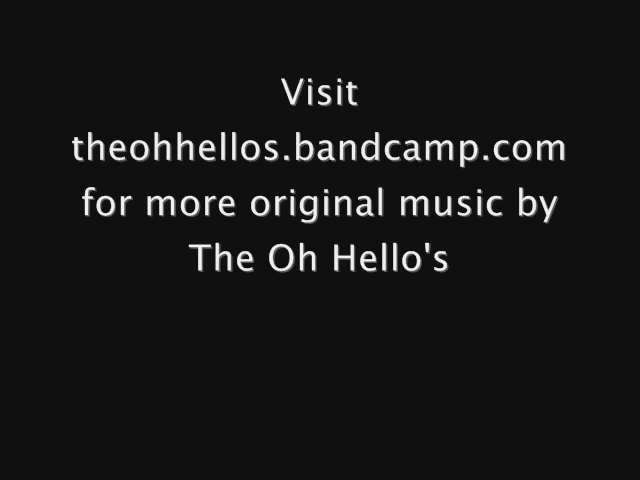 Visit
theohhellos.bandcamp.com
for more original music by
The Oh Hello's